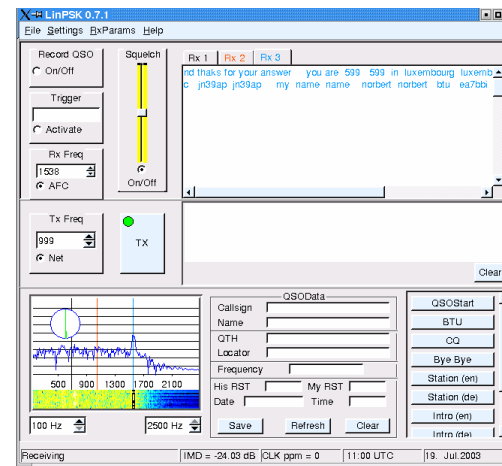 LinPSK 0.7.1
File Settings RxParams Help
Record QSO
On/Off
Trigger
Activate
Rx Freq
1538
AFC
Squelch
On/Off
Rx 1 Rx 2 Rx 3
nd thaks for your answer you are 599 599 in luxembourg luxemb
c jn39ap jn39ap my name name norbert norbert btu ea7bbi
Tx Freq
999
Net
TX
Clear
500 900 1300 1700 2100
100 Hz 2500 Hz
QSOData
Callsign
Name
QTH
Locator
Frequency
His RST My RST
Date Time
Save Refresh Clear
QSOStart
BTU
CQ
Bye Bye
Station (en)
Station (de)
Intro (en)
Intro (de)
Receiving IMD = -24.03 dB CLK ppm = 0 11:00 UTC 19. Jul.2003